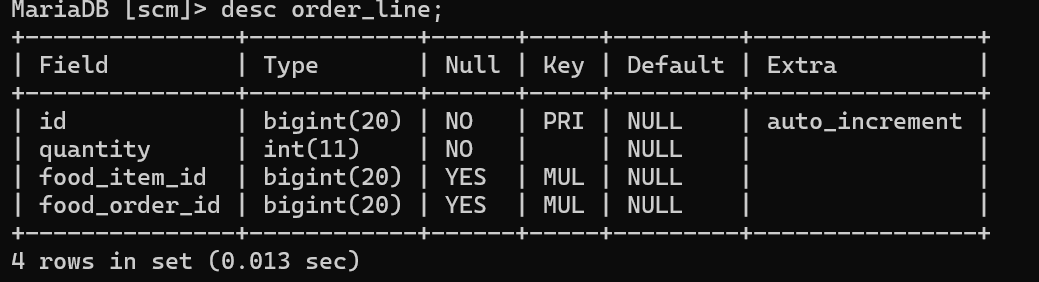 MariaDB [scm]> desc order_line;
+---------------+------------+------+-----+---------+----------------+
| Field         | Type       | Null | Key | Default | Extra          |
+---------------+------------+------+-----+---------+----------------+
| id            | bigint(20) | NO   | PRI | NULL    | auto_increment |
| quantity      | int(11)    | NO   |     | NULL    |                |
| food_item_id  | bigint(20) | YES  | MUL | NULL    |                |
| food_order_id | bigint(20) | YES  | MUL | NULL    |                |
+---------------+------------+------+-----+---------+----------------+
4 rows in set (0.013 sec)